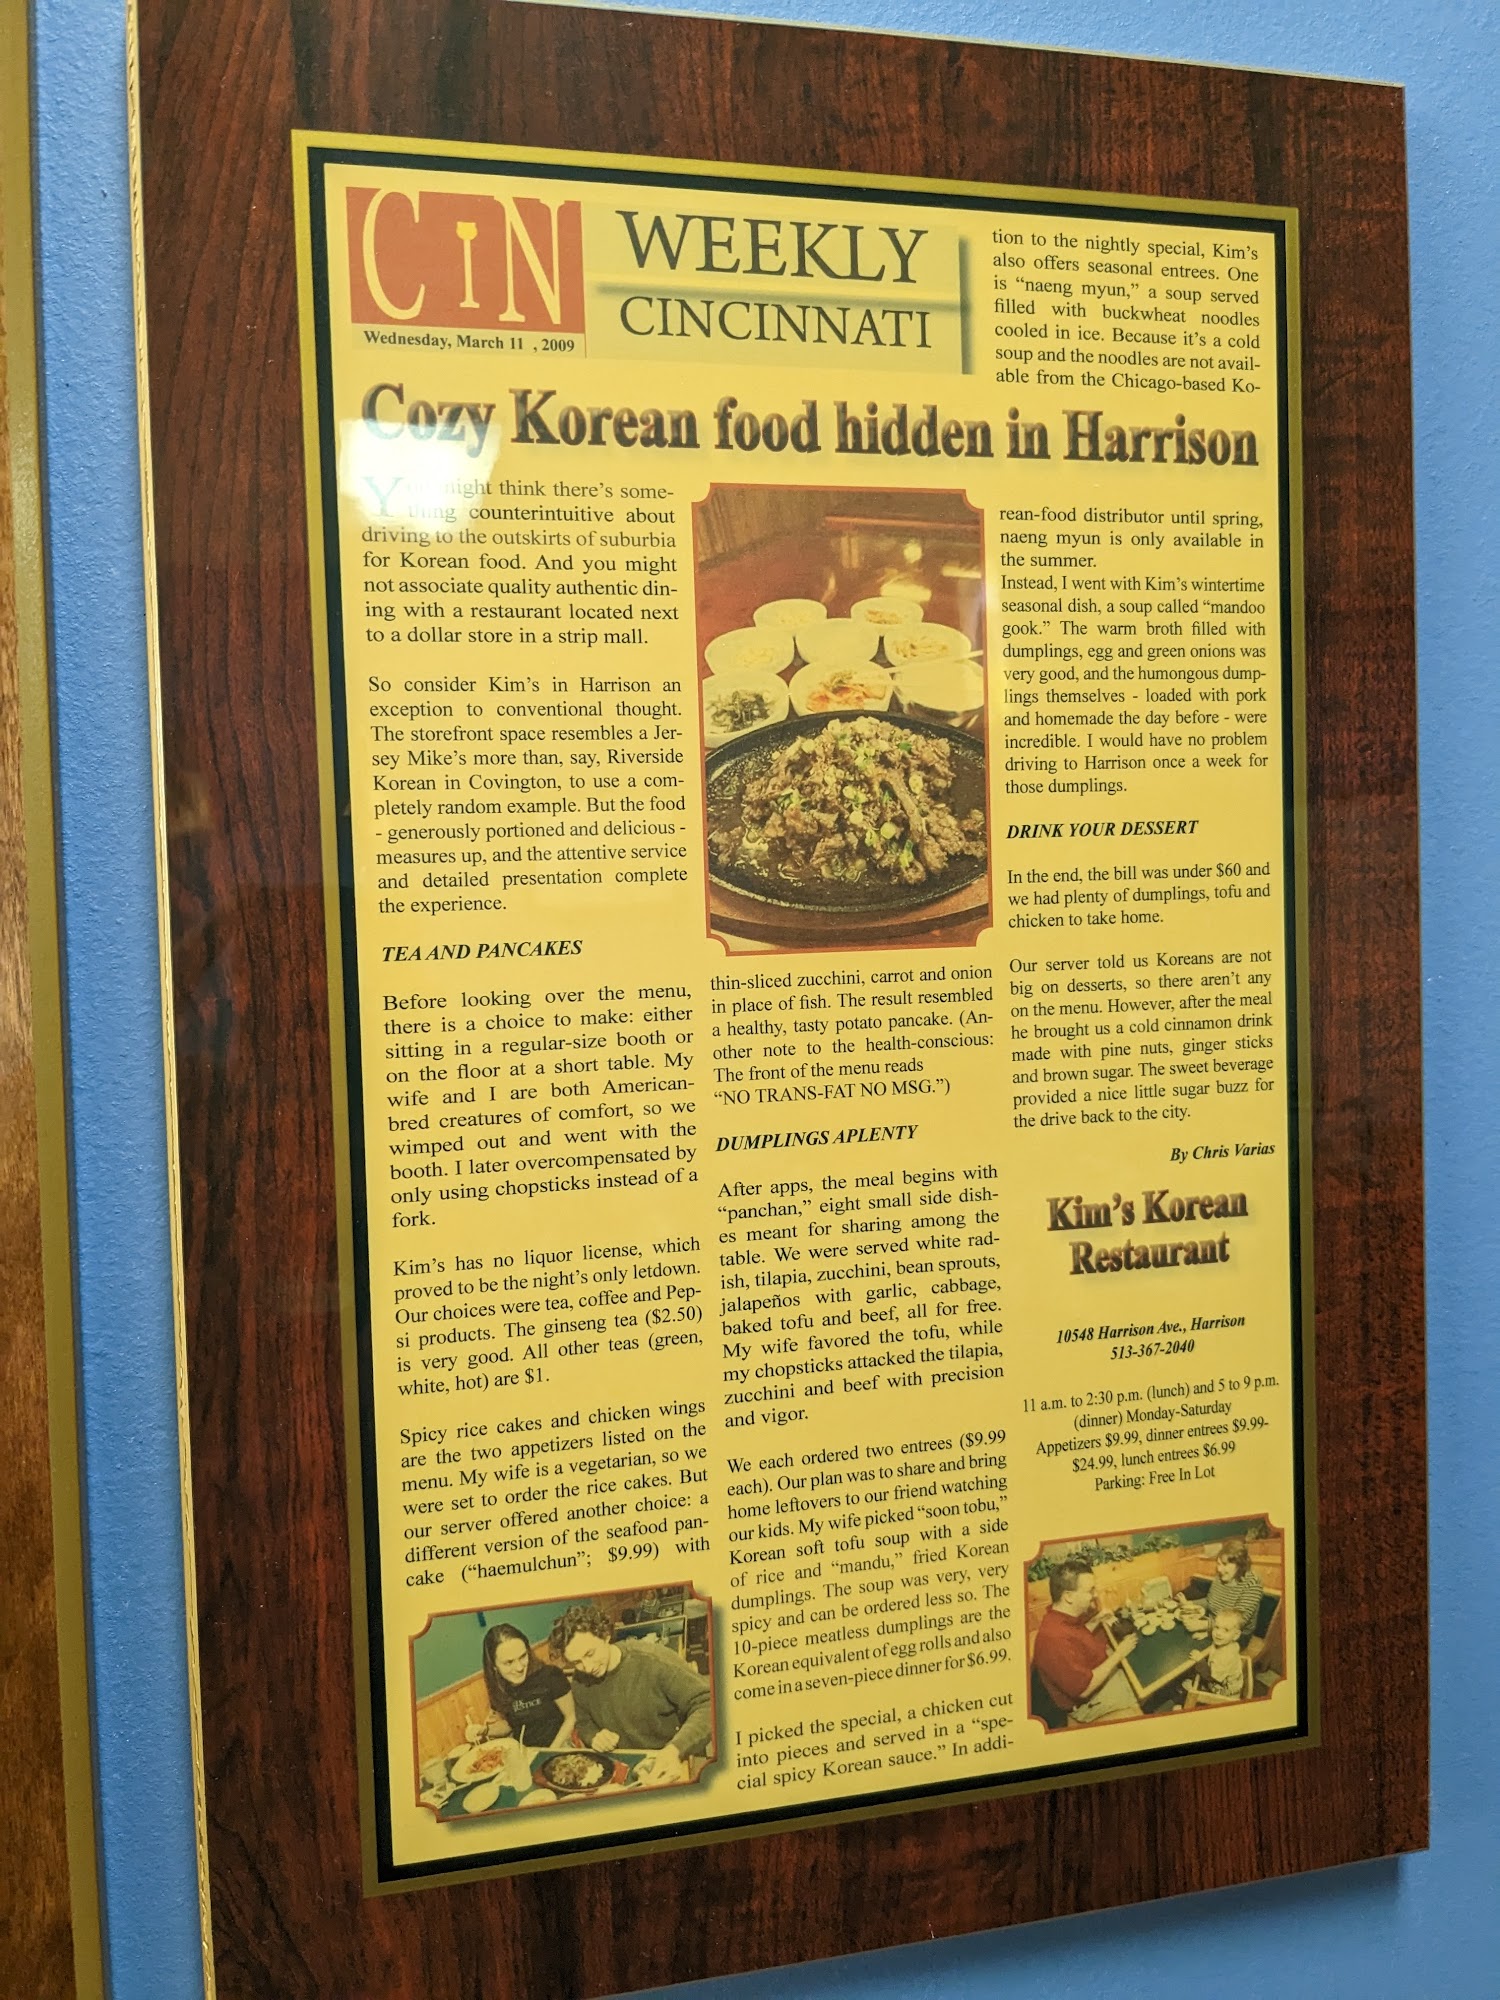 CiN
WEEKLY
CINCINNATI
Wednesday, March 11 , 2009
Cozy Korean food hidden in Harrison
You might think there's some-
thing counterintuitive about
driving to the outskirts of suburbia
for Korean food. And you might
not associate quality authentic din-
ing with a restaurant located next
to a dollar store in a strip mall.
So consider Kim's in Harrison an
exception to conventional thought.
The storefront space resembles a Jer-
sey Mike's more than, say, Riverside
Korean in Covington, to use a com-
pletely random example. But the food
- generously portioned and delicious -
measures up, and the attentive service
and detailed presentation complete
the experience.
TEA AND PANCAKES
Before looking over the menu,
there is a choice to make: either
sitting in a regular-size booth or
on the floor at a short table. My
wife and I are both American-
bred creatures of comfort, so we
wimped out and went with the
booth. I later overcompensated by
only using chopsticks instead of a
fork.
Kim's has no liquor license, which
proved to be the night's only letdown.
Our choices were tea, coffee and Pep-
si products. The ginseng tea ($2.50)
is very good. All other teas (green,
white, hot) are $1.
Spicy rice cakes and chicken wings
are the two appetizers listed on the
menu. My wife is a vegetarian, so we
were set to order the rice cakes. But
our server offered another choice: a
different version of the seafood pan-
cake ("haemulchun"; $9.99) with
thin-sliced zucchini, carrot and onion
in place of fish. The result resembled
a healthy, tasty potato pancake. (An-
other note to the health-conscious:
The front of the menu reads
"NO TRANS-FAT NO MSG.")
DUMPLINGS APLENTY
After apps, the meal begins with
"panchan," eight small side dish-
es meant for sharing among the
table. We were served white rad-
ish, tilapia, zucchini, bean sprouts,
jalapeños with garlic, cabbage,
baked tofu and beef, all for free.
My wife favored the tofu, while
my chopsticks attacked the tilapia,
zucchini and beef with precision
and vigor.
We each ordered two entrees ($9.99
each). Our plan was to share and bring
home leftovers to our friend watching
our kids. My wife picked "soon tobu,"
Korean soft tofu soup with a side
of rice and "mandu," fried Korean
dumplings. The soup was very, very
spicy and can be ordered less so. The
10-piece meatless dumplings are the
Korean equivalent of egg rolls and also
come in a seven-piece dinner for $6.99.
I picked the special, a chicken cut
into pieces and served in a "spe-
cial spicy Korean sauce." In addi-
tion to the nightly special, Kim's
also offers seasonal entrees. One
is "naeng myun," a soup served
filled with buckwheat noodles
cooled in ice. Because it's a cold
soup and the noodles are not avail-
able from the Chicago-based Ko-
rean-food distributor until spring,
naeng myun is only available in
the summer.
Instead, I went with Kim's wintertime
seasonal dish, a soup called "mandoo
gook." The warm broth filled with
dumplings, egg and green onions was
very good, and the humongous dump-
lings themselves - loaded with pork
and homemade the day before - were
incredible. I would have no problem
driving to Harrison once a week for
those dumplings.
DRINK YOUR DESSERT
In the end, the bill was under $60 and
we had plenty of dumplings, tofu and
chicken to take home.
Our server told us Koreans are not
big on desserts, so there aren't any
on the menu. However, after the meal
he brought us a cold cinnamon drink
made with pine nuts, ginger sticks
and brown sugar. The sweet beverage
provided a nice little sugar buzz for
the drive back to the city.
By Chris Varias
Kim's Korean
Restaurant
10548 Harrison Ave., Harrison
513-367-2040
11 a.m. to 2:30 p.m. (lunch) and 5 to 9 p.m.
(dinner) Monday-Saturday
Appetizers $9.99, dinner entrees $9.99-
$24.99, lunch entrees $6.99
Parking: Free In Lot